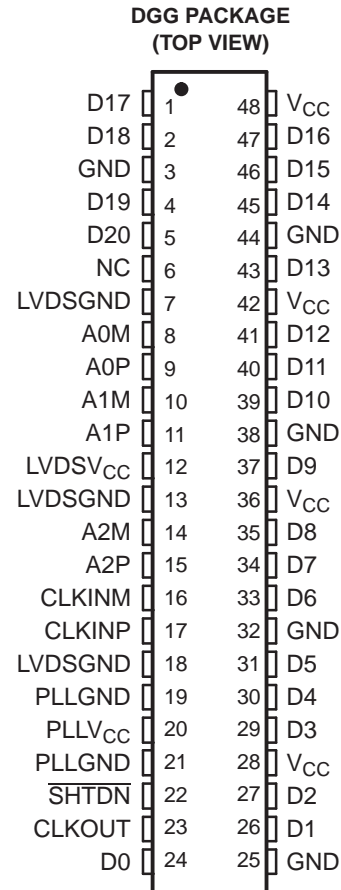 DGG PACKAGE
(TOP VIEW)
D17 1 48 VCC
D18 2 47 D16
GND 3 46 D15
D19 4 45 D14
D20 5 44 GND
NC 6 43 D13
LVDSGND 7 42 VCC
A0M 8 41 D12
A0P 9 40 D11
A1M 10 39 D10
A1P 11 38 GND
LVDSVCC 12 37 D9
LVDSGND 13 36 VCC
A2M 14 35 D8
A2P 15 34 D7
CLKINM 16 33 D6
CLKINP 17 32 GND
LVDSGND 18 31 D5
PLLGND 19 30 D4
PLLVCC 20 29 D3
PLLGND 21 28 VCC
SHTDN 22 27 D2
CLKOUT 23 26 D1
D0 24 25 GND